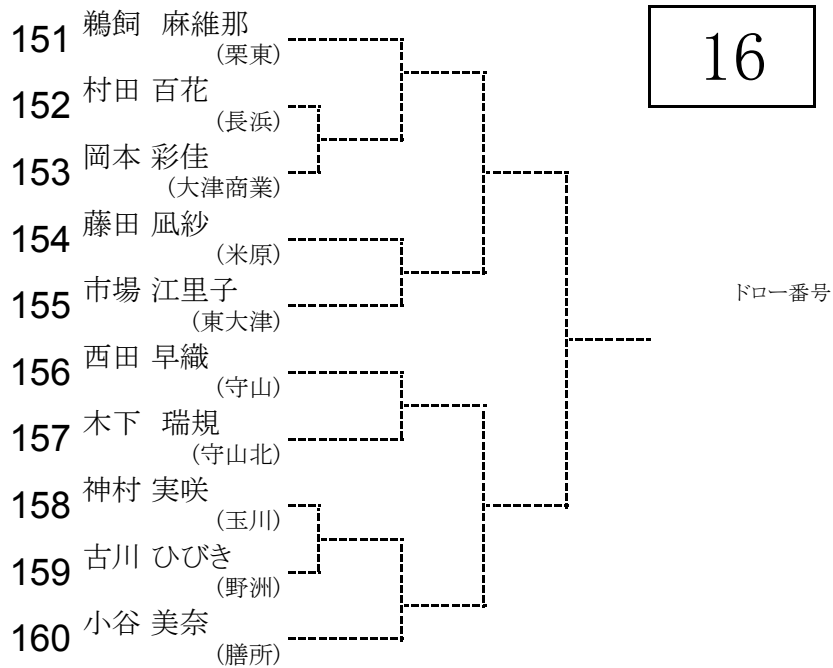 16
151 鵜飼 麻維那
(栗東)
152 村田 百花
(長浜)
153 岡本 彩佳
(大津商業)
154 藤田 凪紗
(米原)
155 市場 江里子
(東大津)
ドロー番号
156 西田 早織
(守山)
157 木下 瑞規
(守山北)
158 神村 実咲
(玉川)
159 古川 ひびき
(野洲)
160 小谷 美奈
(膳所)